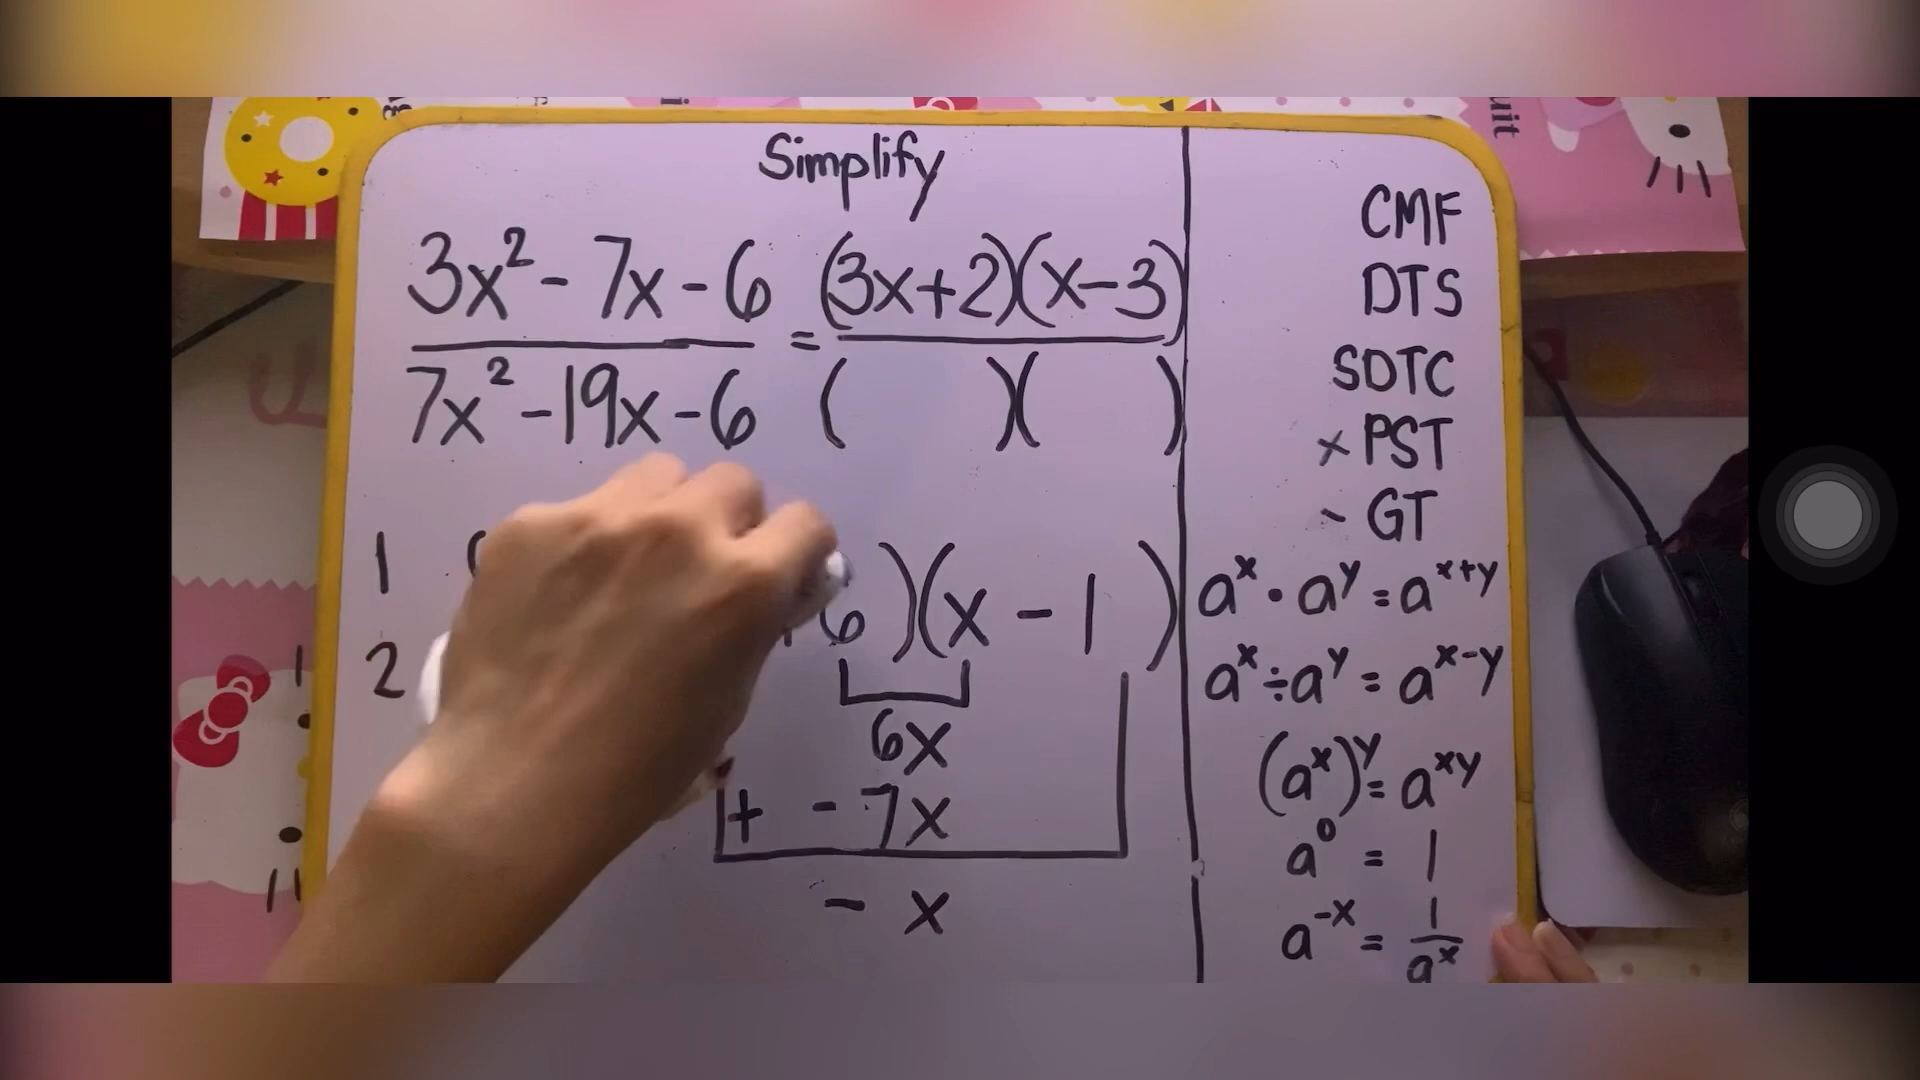 Simplify
3x² - 7x - 6 = (3x+2)(x-3)
7x² - 19x - 6 ( )( )
1
2
6)(x - 1)
6x
+ - 7x
- x
CMF
DTS
SDTC
x PST
- GT
aˣ · aʸ = aˣ⁺ʸ
aˣ ÷ aʸ = aˣ⁻ʸ
(aˣ)ʸ = aˣʸ
a⁰ = 1
a⁻ˣ = 1/aˣ